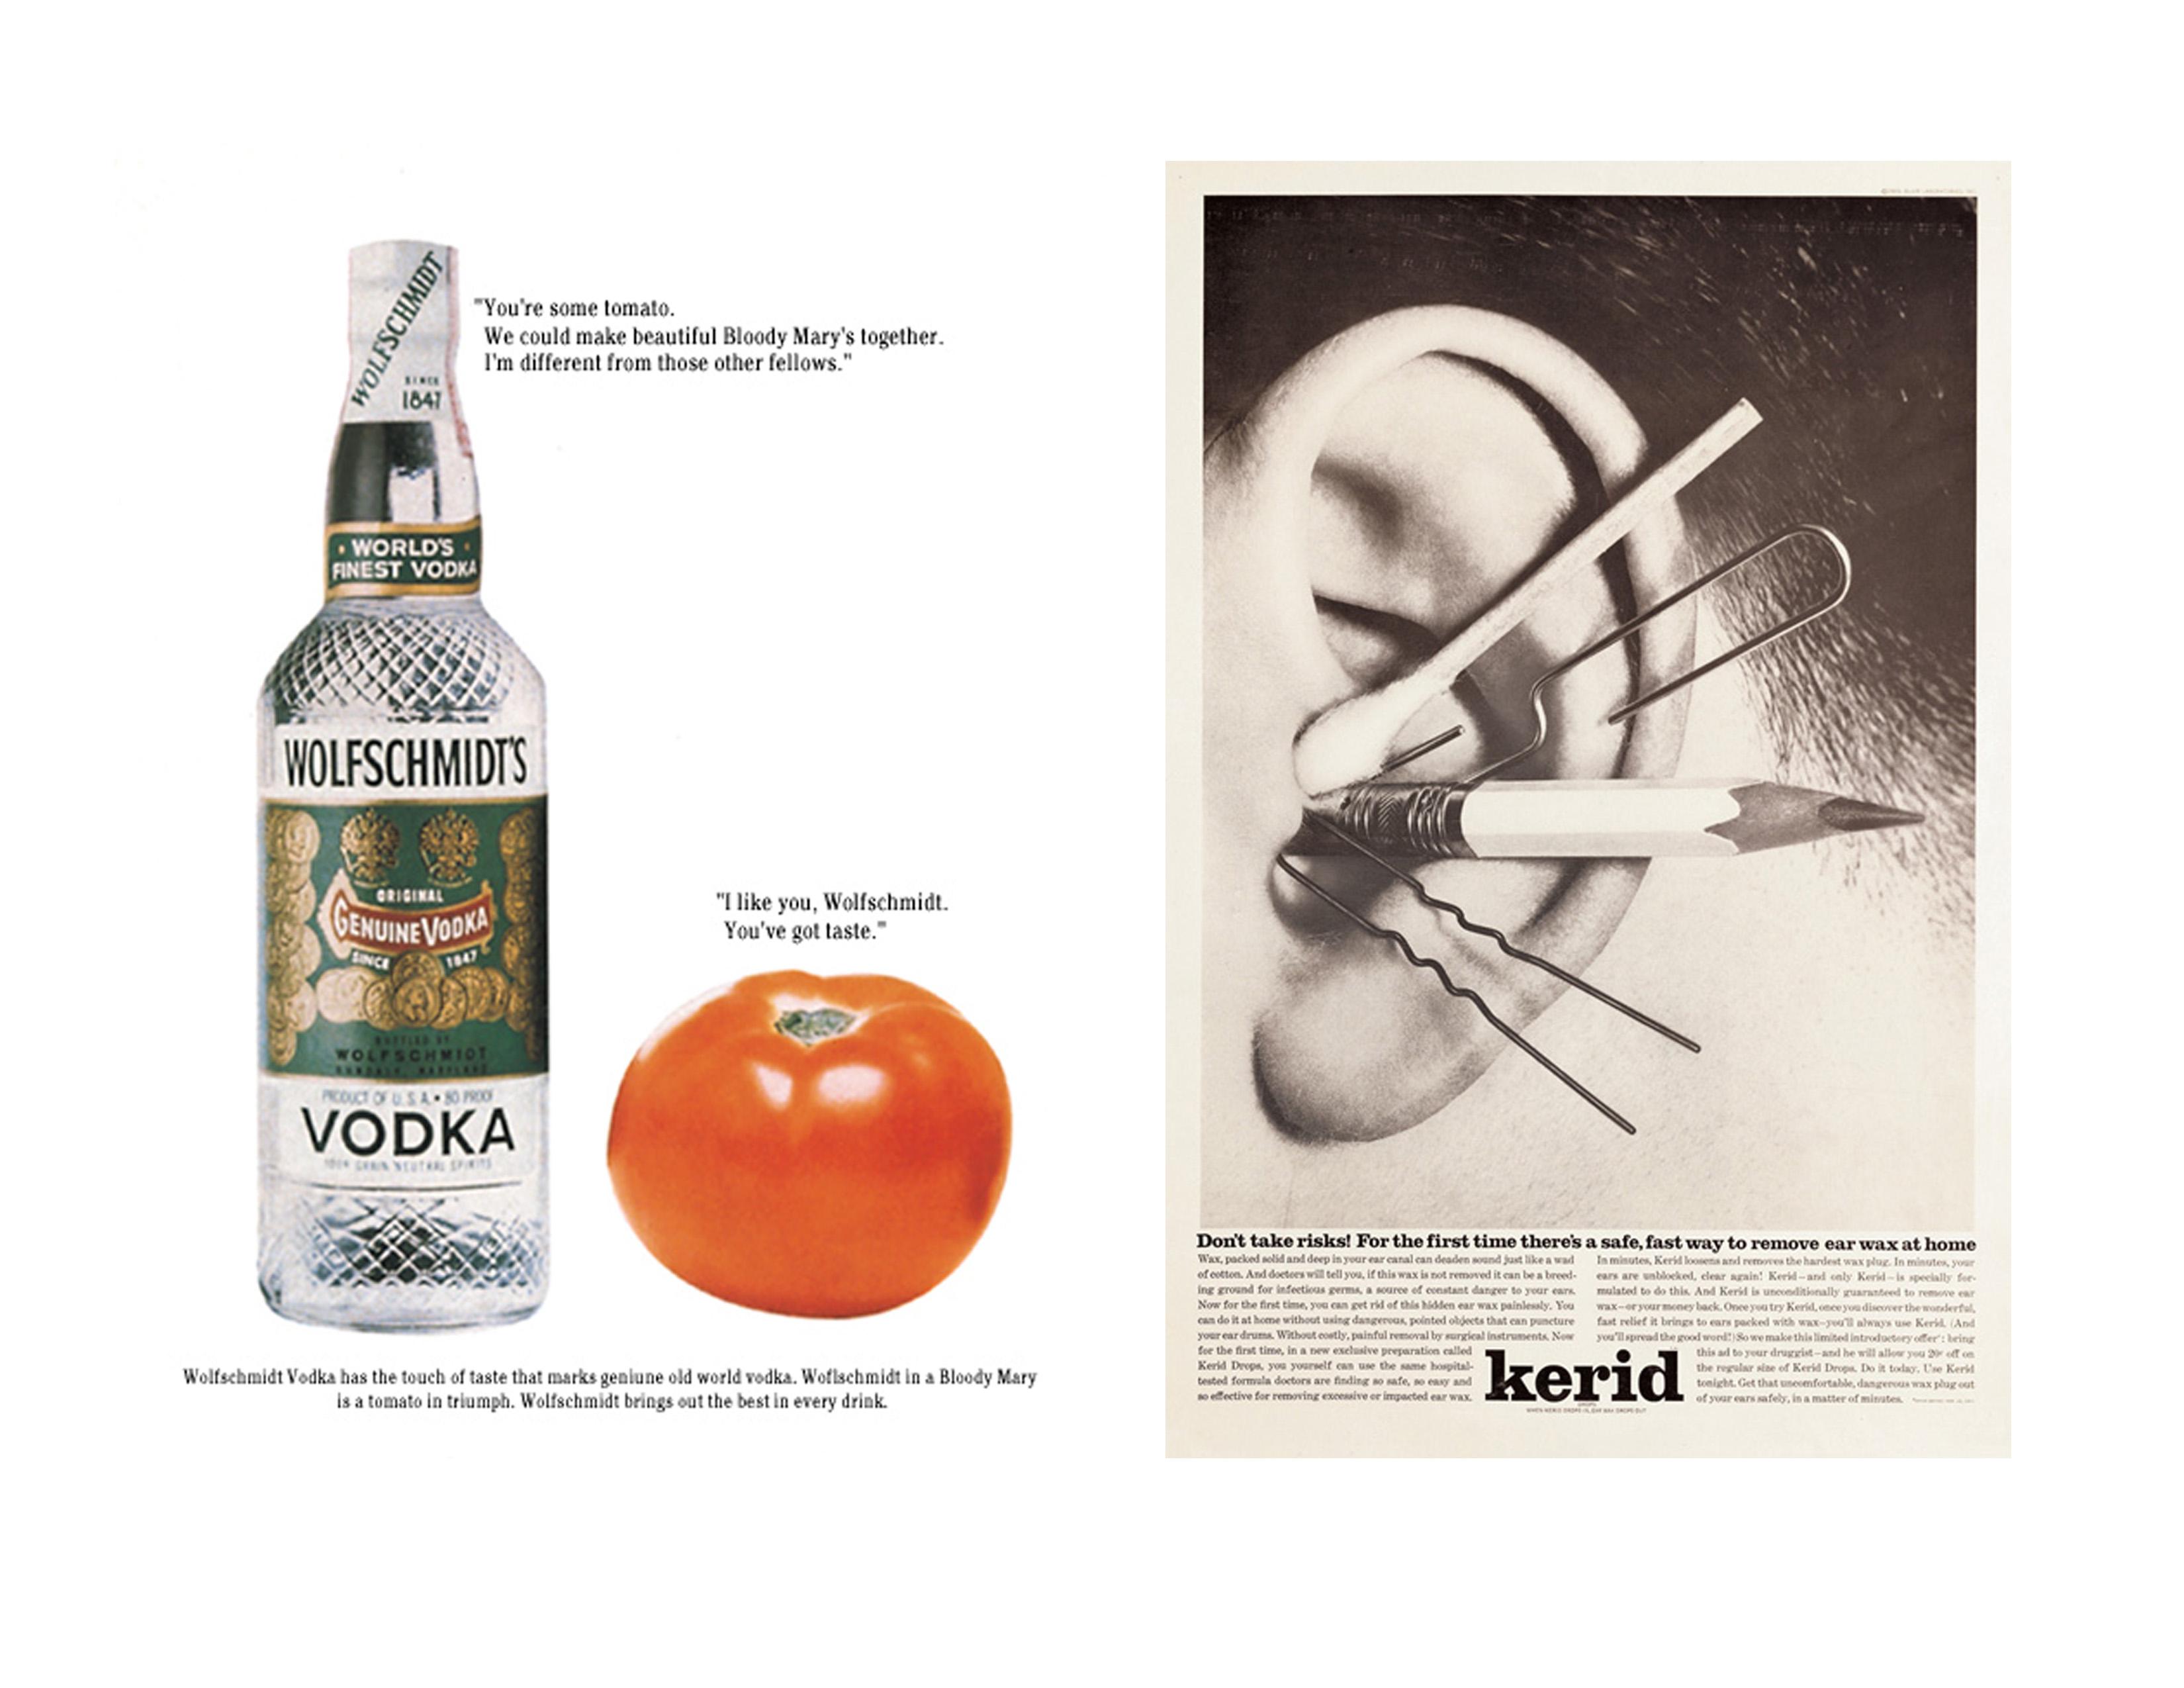 "You're some tomato.
We could make beautiful Bloody Mary's together.
I'm different from those other fellows."
WOLFSCHMIDT
SINCE
1847
· WORLD'S ·
FINEST VODKA
WOLFSCHMIDT'S
ORIGINAL
GENUINE VODKA
SINCE 1847
BOTTLED BY
WOLFSCHMIDT
DUNDALK, MARYLAND
PRODUCT OF U.S.A. • 80 PROOF
VODKA
100% GRAIN NEUTRAL SPIRITS
"I like you, Wolfschmidt.
You've got taste."
Wolfschmidt Vodka has the touch of taste that marks geniune old world vodka. Woflschmidt in a Bloody Mary
is a tomato in triumph. Wolfschmidt brings out the best in every drink.
Don't take risks! For the first time there's a safe, fast way to remove ear wax at home
Wax, packed solid and deep in your ear canal can deaden sound just like a wad
of cotton. And doctors will tell you, if this wax is not removed it can be a breed-
ing ground for infectious germs, a source of constant danger to your ears.
Now for the first time, you can get rid of this hidden ear wax painlessly. You
can do it at home without using dangerous, pointed objects that can puncture
your ear drums. Without costly, painful removal by surgical instruments. Now
for the first time, in a new exclusive preparation called
Kerid Drops, you yourself can use the same hospital-
tested formula doctors are finding so safe, so easy and
so effective for removing excessive or impacted ear wax.
In minutes, Kerid loosens and removes the hardest wax plug. In minutes, your
ears are unblocked, clear again! Kerid—and only Kerid—is specially for-
mulated to do this. And Kerid is unconditionally guaranteed to remove ear
wax—or your money back. Once you try Kerid, once you discover the wonderful,
fast relief it brings to ears packed with wax—you'll always use Kerid. (And
you'll spread the good word!) So we make this limited introductory offer*: bring
this ad to your druggist—and he will allow you 20¢ off on
the regular size of Kerid Drops. Do it today. Use Kerid
tonight. Get that uncomfortable, dangerous wax plug out
of your ears safely, in a matter of minutes.
kerid
DROPS
WHEN KERID DROPS IN, EAR WAX DROPS OUT